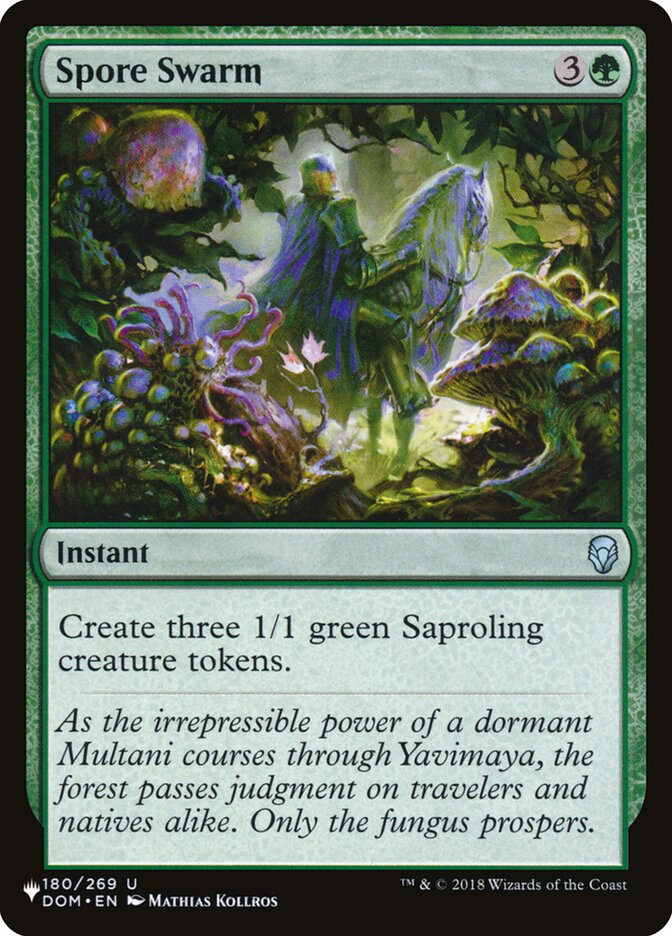 Spore Swarm 3
Instant
Create three 1/1 green Saproling
creature tokens.
As the irrepressible power of a dormant
Multani courses through Yavimaya, the
forest passes judgment on travelers and
natives alike. Only the fungus prospers.
180/269 U
DOM • EN Mathias Kollros
™ & © 2018 Wizards of the Coast